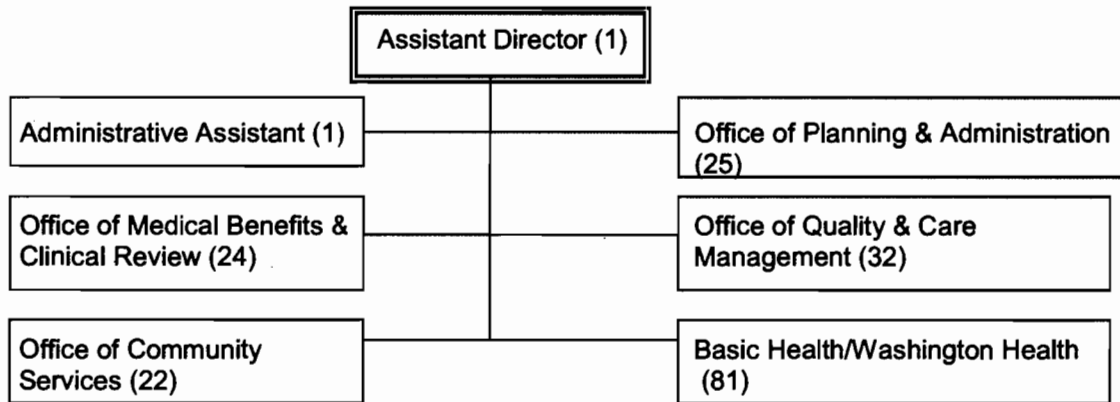 Assistant Director (1)
Administrative Assistant (1)
Office of Planning & Administration
(25)
Office of Medical Benefits &
Clinical Review (24)
Office of Quality & Care
Management (32)
Office of Community
Services (22)
Basic Health/Washington Health
(81)